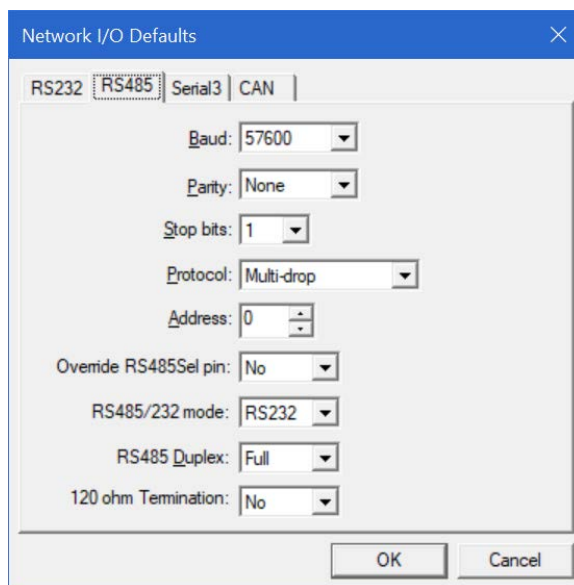 Network I/O Defaults
RS232 RS485 Serial3 CAN
Baud: 57600
Parity: None
Stop bits: 1
Protocol: Multi-drop
Address: 0
Override RS485Sel pin: No
RS485/232 mode: RS232
RS485 Duplex: Full
120 ohm Termination: No
OK Cancel